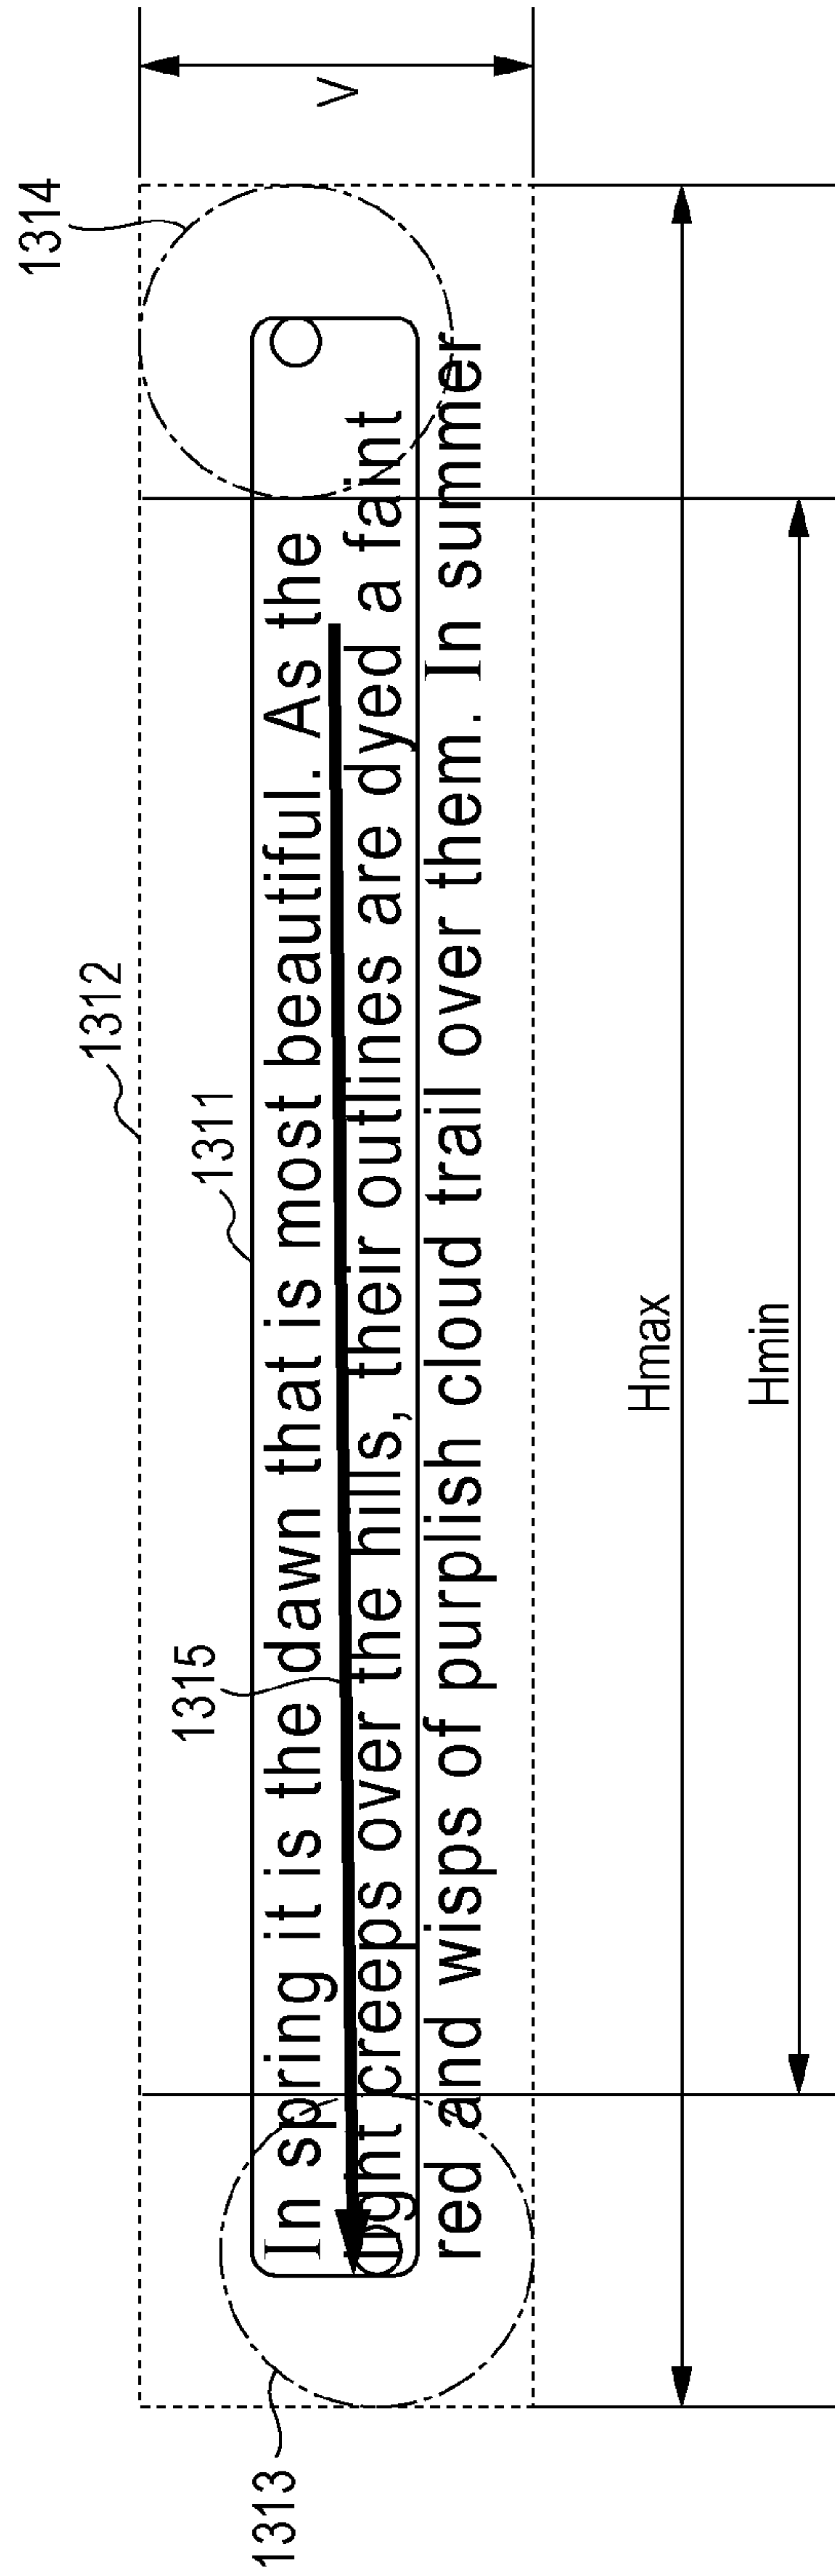 1312
1314
1311
1315
1313
V
In spring it is the dawn that is most beautiful. As the
light creeps over the hills, their outlines are dyed a faint
red and wisps of purplish cloud trail over them. In summer
Hmax
Hmin